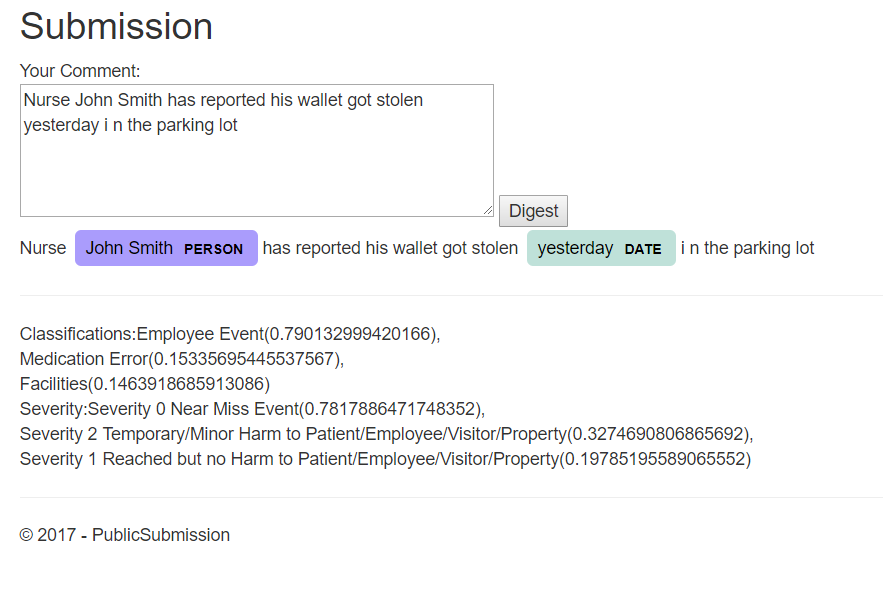 Submission
Your Comment:
Nurse John Smith has reported his wallet got stolen
yesterday i n the parking lot
Digest
Nurse John Smith PERSON has reported his wallet got stolen yesterday DATE i n the parking lot
Classifications:Employee Event(0.790132999420166),
Medication Error(0.15335695445537567),
Facilities(0.1463918685913086)
Severity:Severity 0 Near Miss Event(0.7817886471748352),
Severity 2 Temporary/Minor Harm to Patient/Employee/Visitor/Property(0.3274690806865692),
Severity 1 Reached but no Harm to Patient/Employee/Visitor/Property(0.19785195589065552)
© 2017 - PublicSubmission